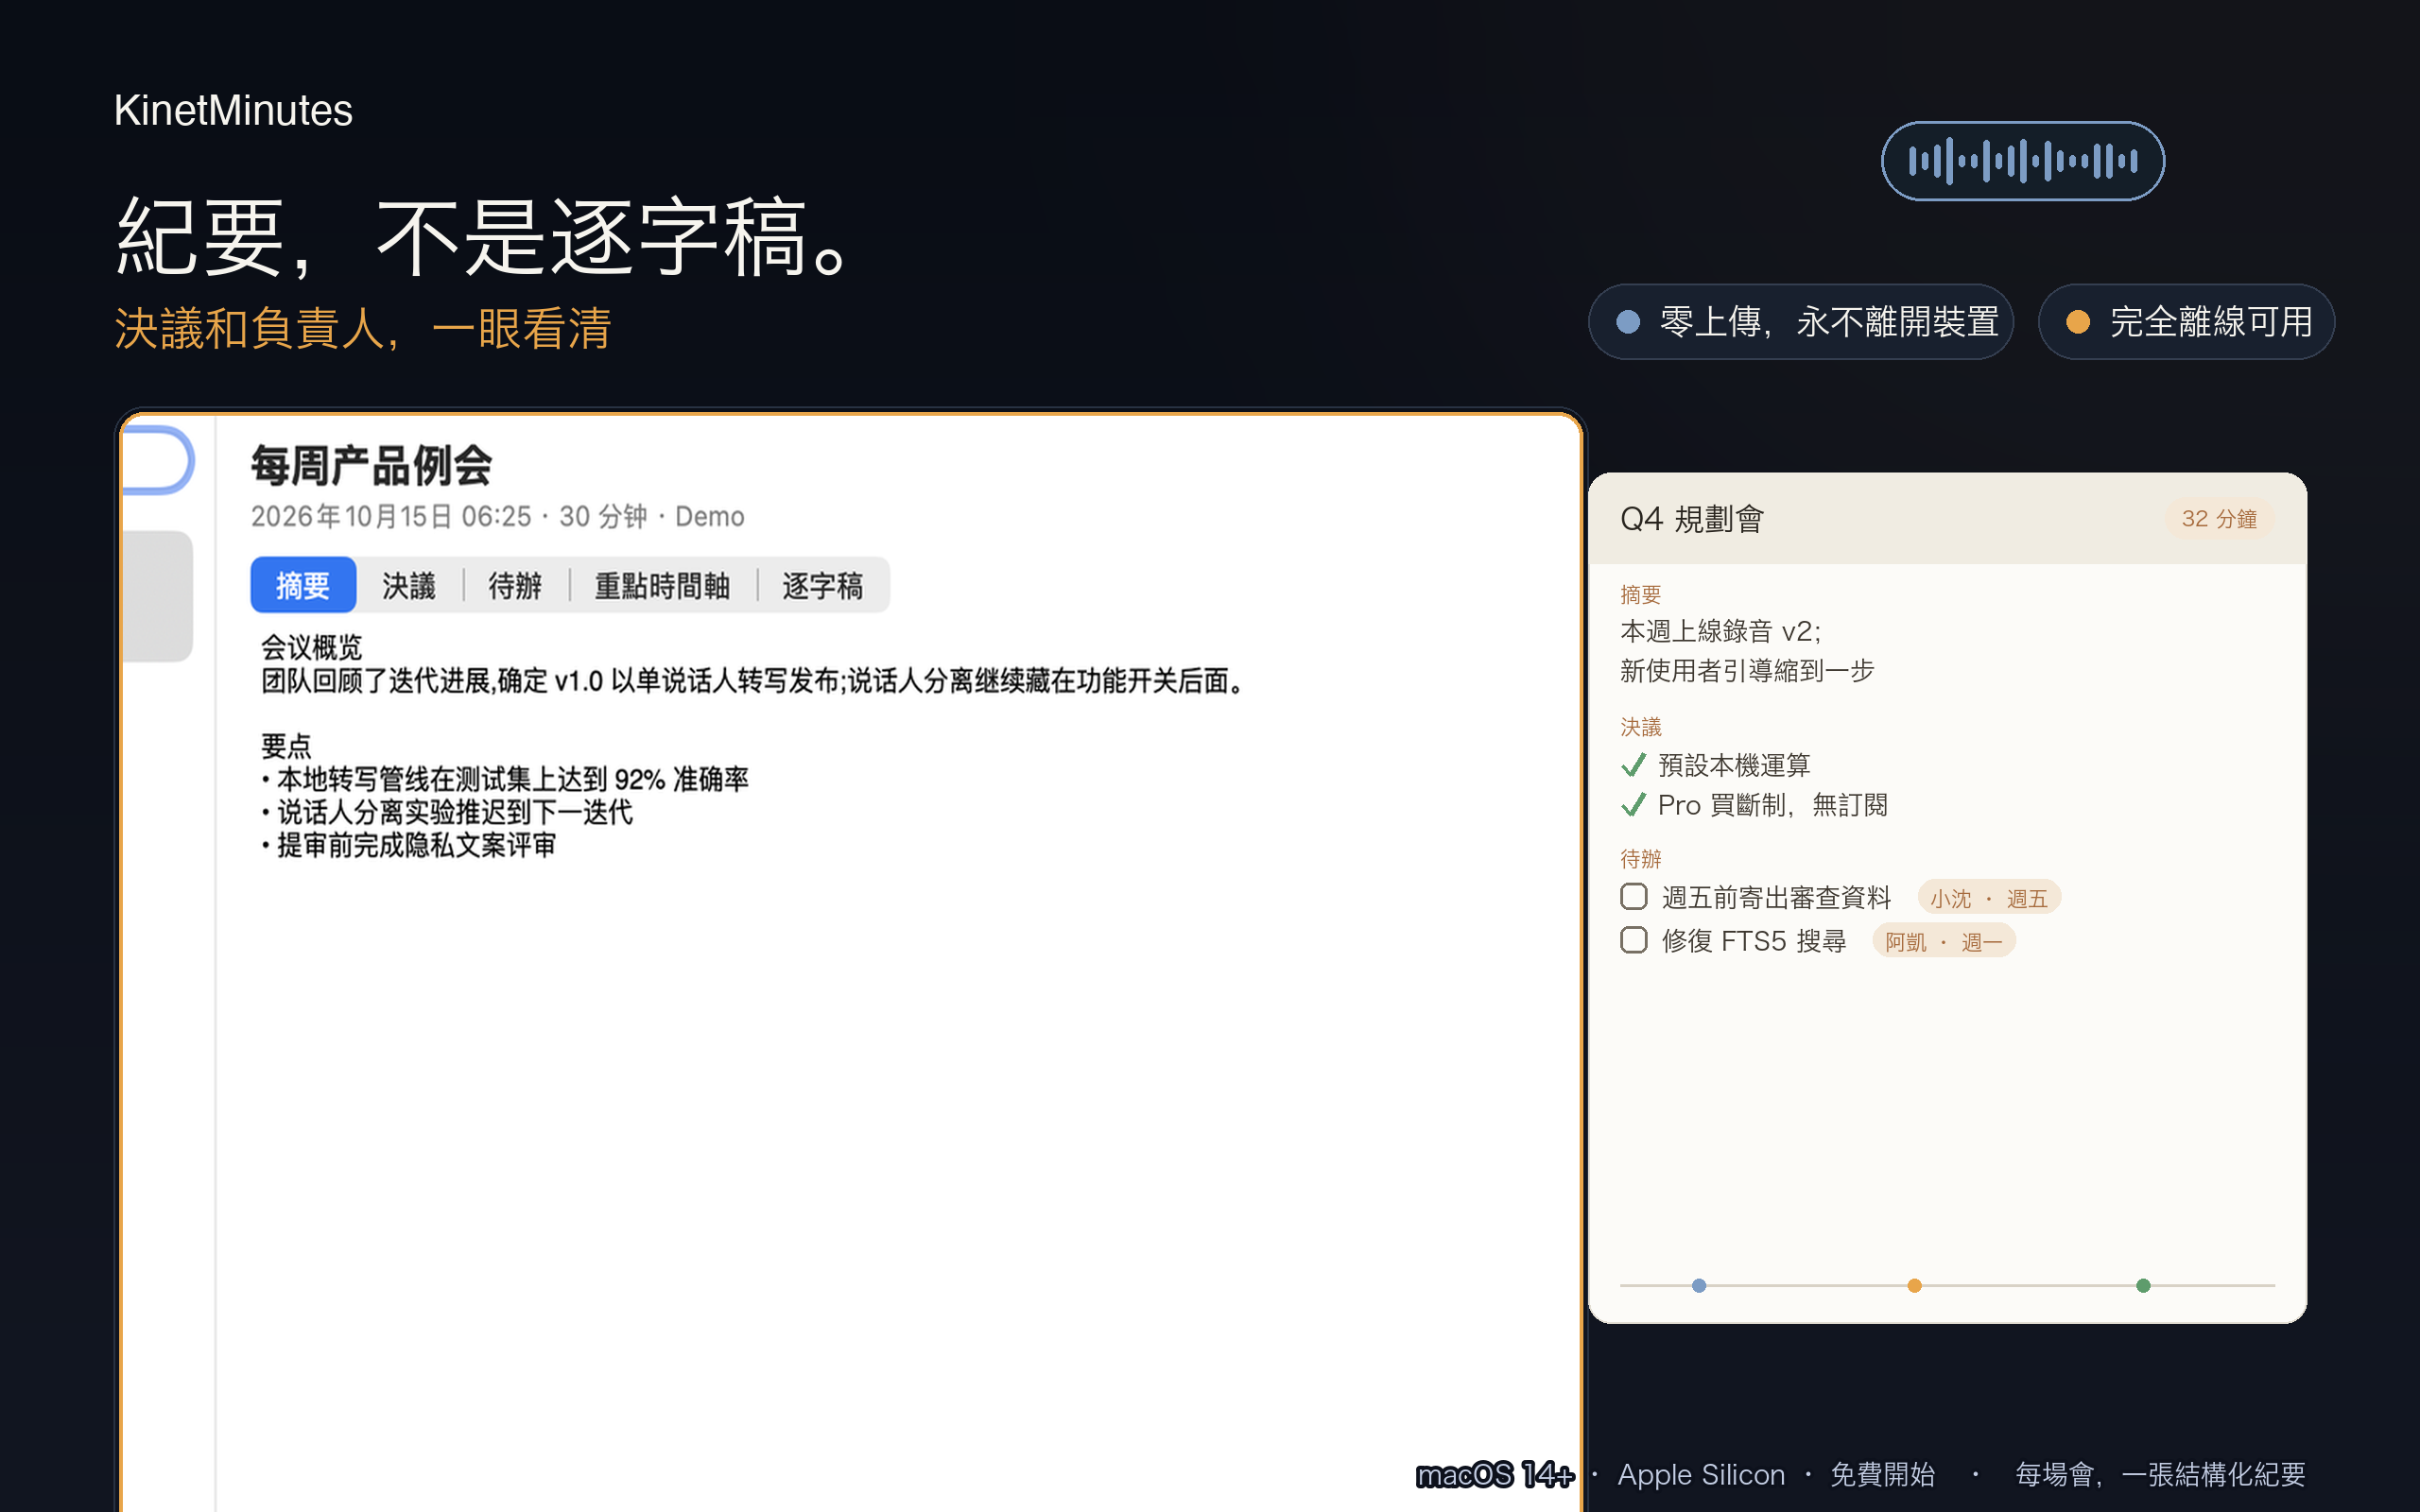 KinetMinutes
紀要，不是逐字稿。
決議和負責人，一眼看清
零上傳，永不離開裝置
完全離線可用
每周产品例会
2026年10月15日 06:25 · 30 分钟 · Demo
摘要 決議 待辦 重點時間軸 逐字稿
会议概览
团队回顾了迭代进展,确定 v1.0 以单说话人转写发布;说话人分离继续藏在功能开关后面。
要点
• 本地转写管线在测试集上达到 92% 准确率
• 说话人分离实验推迟到下一迭代
• 提审前完成隐私文案评审
Q4 規劃會
32 分鐘
摘要
本週上線錄音 v2;
新使用者引導縮到一步
決議
預設本機運算
Pro 買斷制，無訂閱
待辦
週五前寄出審查資料 小沈 · 週五
修復 FTS5 搜尋 阿凱 · 週一
macOS 14+ · Apple Silicon · 免費開始 · 每場會，一張結構化紀要